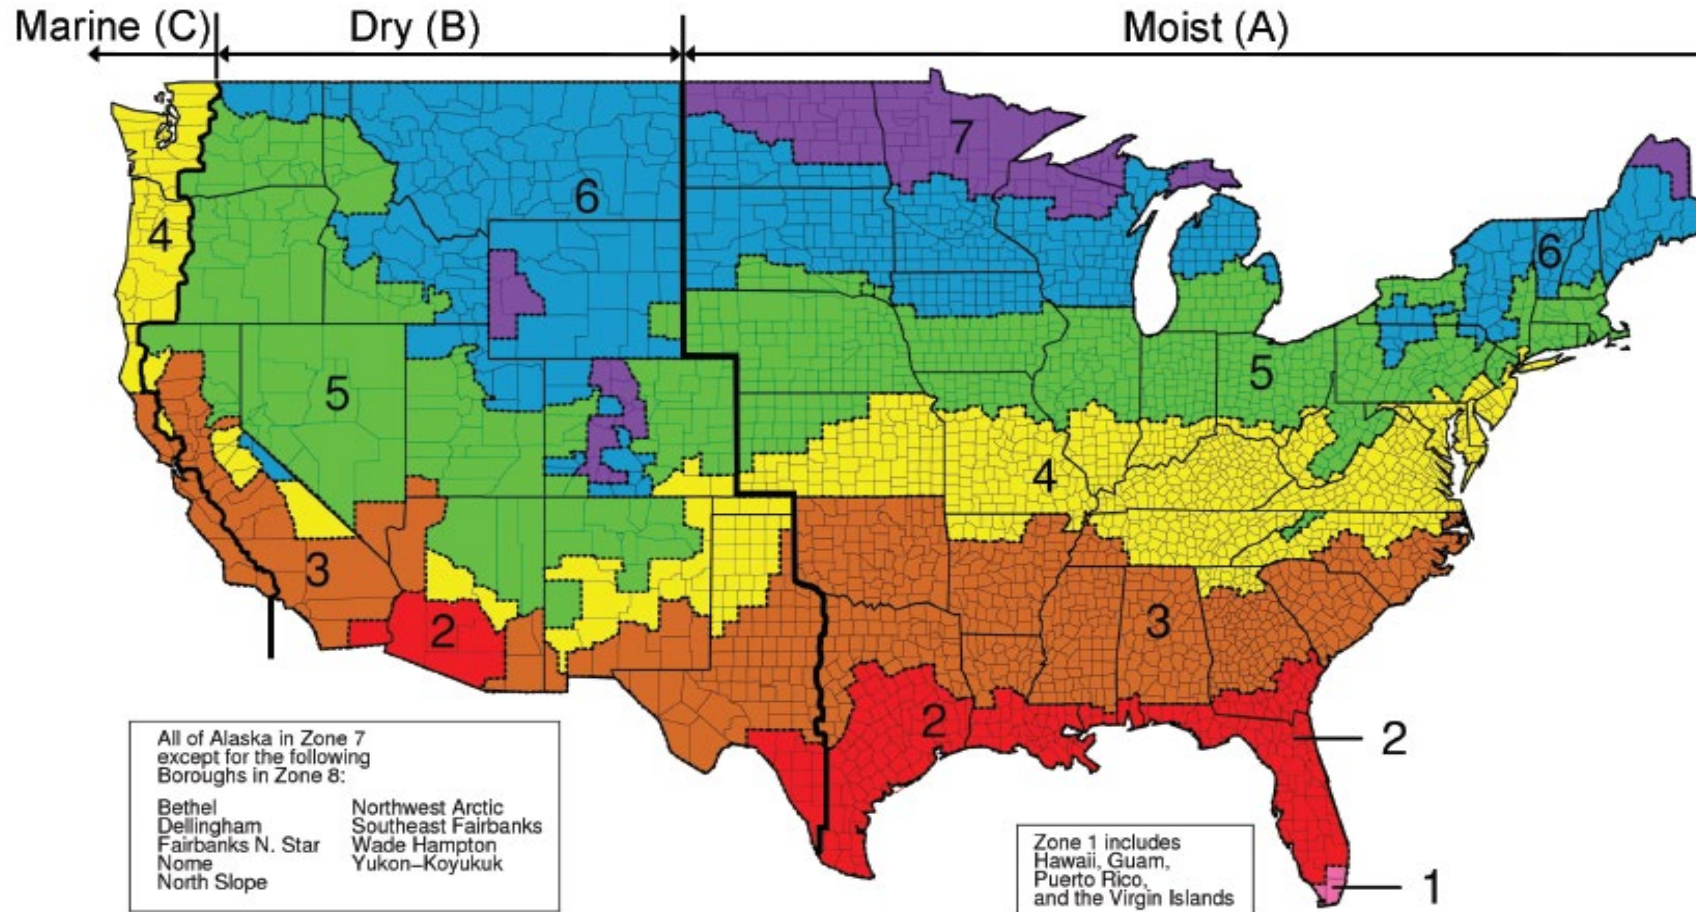 Marine (C) Dry (B) Moist (A)
7
6
4
6
5
5
4
3
3
2
2
2
1
All of Alaska in Zone 7
except for the following
Boroughs in Zone 8:
Bethel Northwest Arctic
Dellingham Southeast Fairbanks
Fairbanks N. Star Wade Hampton
Nome Yukon-Koyukuk
North Slope
Zone 1 includes
Hawaii, Guam,
Puerto Rico,
and the Virgin Islands